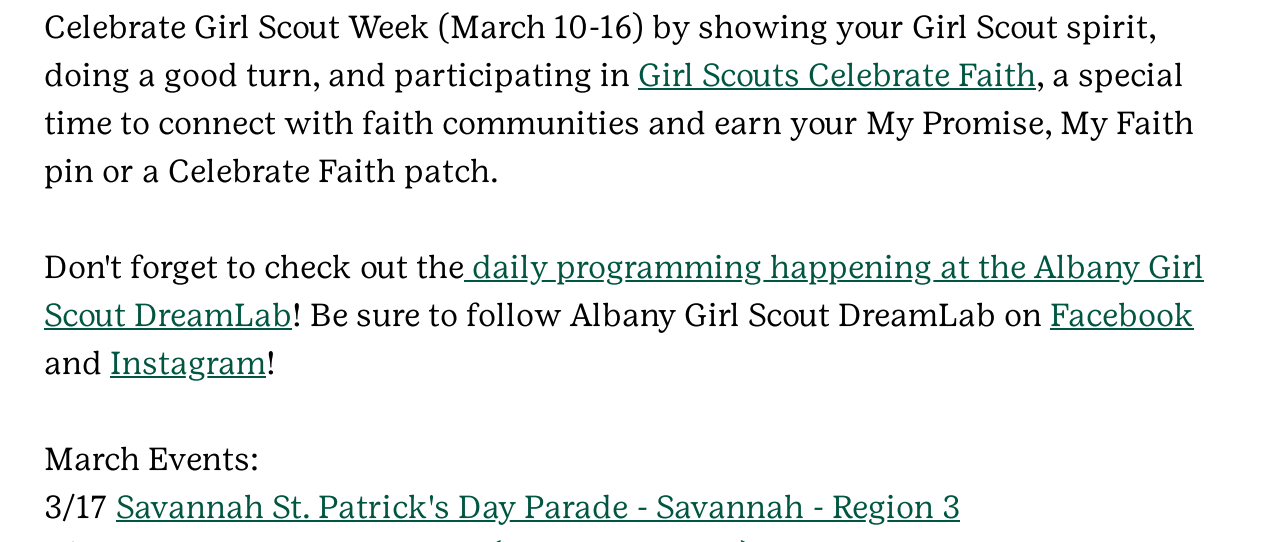 Celebrate Girl Scout Week (March 10-16) by showing your Girl Scout spirit,
doing a good turn, and participating in Girl Scouts Celebrate Faith, a special
time to connect with faith communities and earn your My Promise, My Faith
pin or a Celebrate Faith patch.
Don't forget to check out the daily programming happening at the Albany Girl
Scout DreamLab! Be sure to follow Albany Girl Scout DreamLab on Facebook
and Instagram!
March Events:
3/17 Savannah St. Patrick's Day Parade - Savannah - Region 3